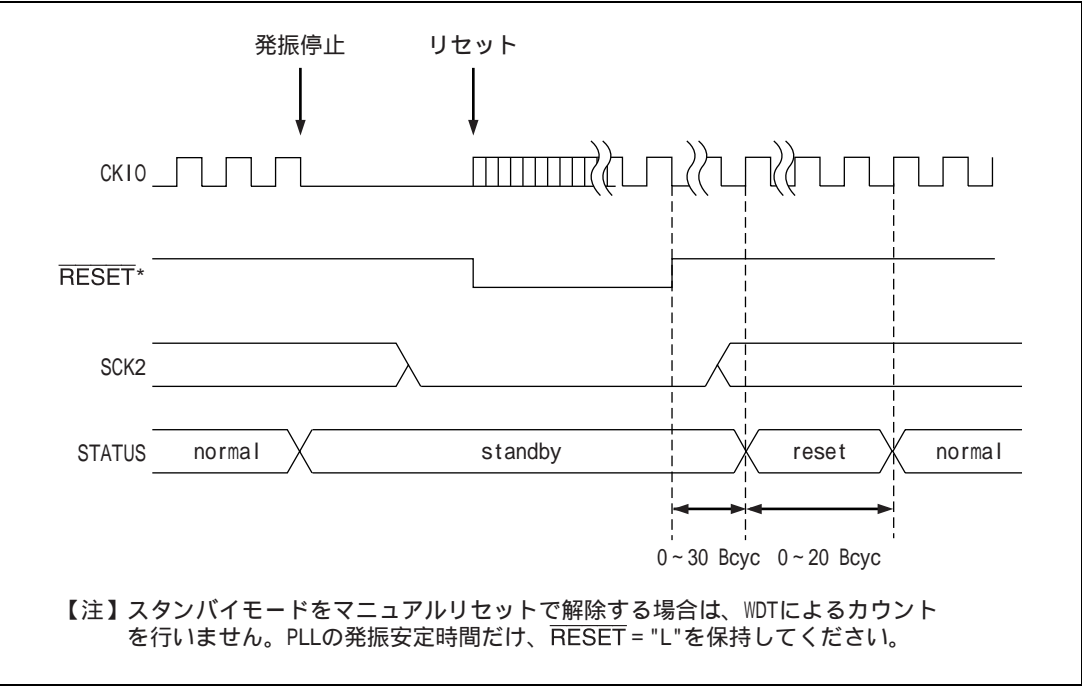 発振停止 リセット
CKIO
RESET*
SCK2
STATUS normal standby reset normal
0~30 Bcyc 0~20 Bcyc
【注】スタンバイモードをマニュアルリセットで解除する場合は、WDTによるカウント
を行いません。PLLの発振安定時間だけ、RESET = "L"を保持してください。